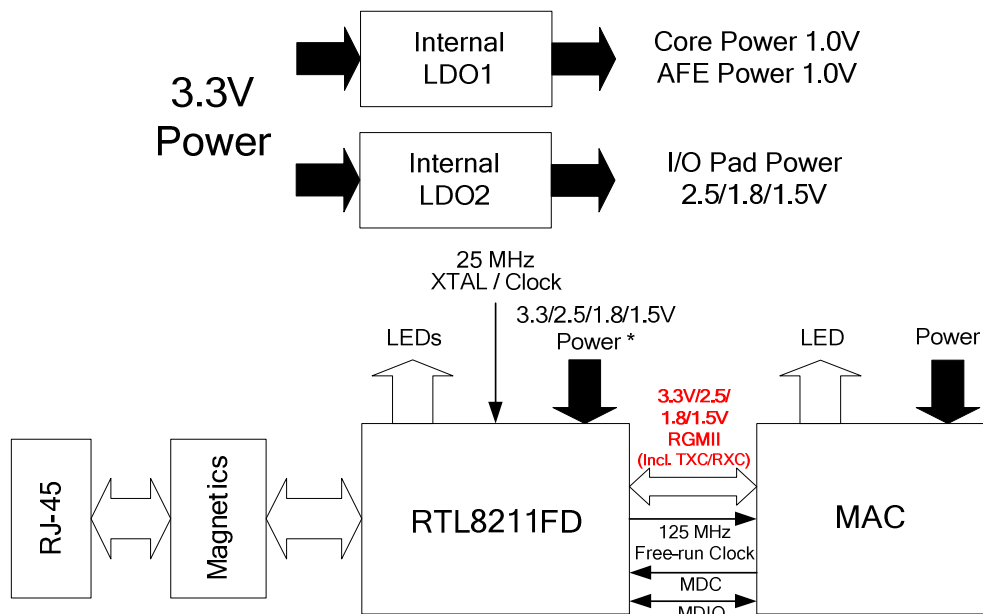 3.3V
Power
Internal
LDO1
Core Power 1.0V
AFE Power 1.0V
Internal
LDO2
I/O Pad Power
2.5/1.8/1.5V
25 MHz
XTAL / Clock
3.3/2.5/1.8/1.5V
Power *
LEDs
LED
Power
3.3V/2.5/
1.8/1.5V
RGMII
(Incl. TXC/RXC)
RJ-45
Magnetics
RTL8211FD
MAC
125 MHz
Free-run Clock
MDC
MDIO